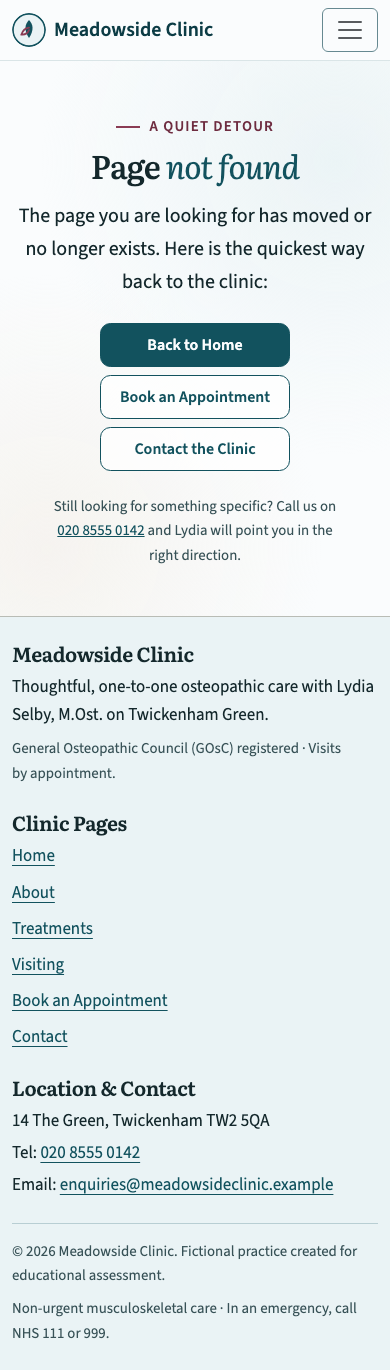 Meadowside Clinic
A QUIET DETOUR
Page not found
The page you are looking for has moved or
no longer exists. Here is the quickest way
back to the clinic:
Back to Home
Book an Appointment
Contact the Clinic
Still looking for something specific? Call us on
020 8555 0142 and Lydia will point you in the
right direction.
Meadowside Clinic
Thoughtful, one-to-one osteopathic care with Lydia
Selby, M.Ost. on Twickenham Green.
General Osteopathic Council (GOsC) registered · Visits
by appointment.
Clinic Pages
Home
About
Treatments
Visiting
Book an Appointment
Contact
Location & Contact
14 The Green, Twickenham TW2 5QA
Tel: 020 8555 0142
Email: enquiries@meadowsideclinic.example
© 2026 Meadowside Clinic. Fictional practice created for
educational assessment.
Non-urgent musculoskeletal care · In an emergency, call
NHS 111 or 999.